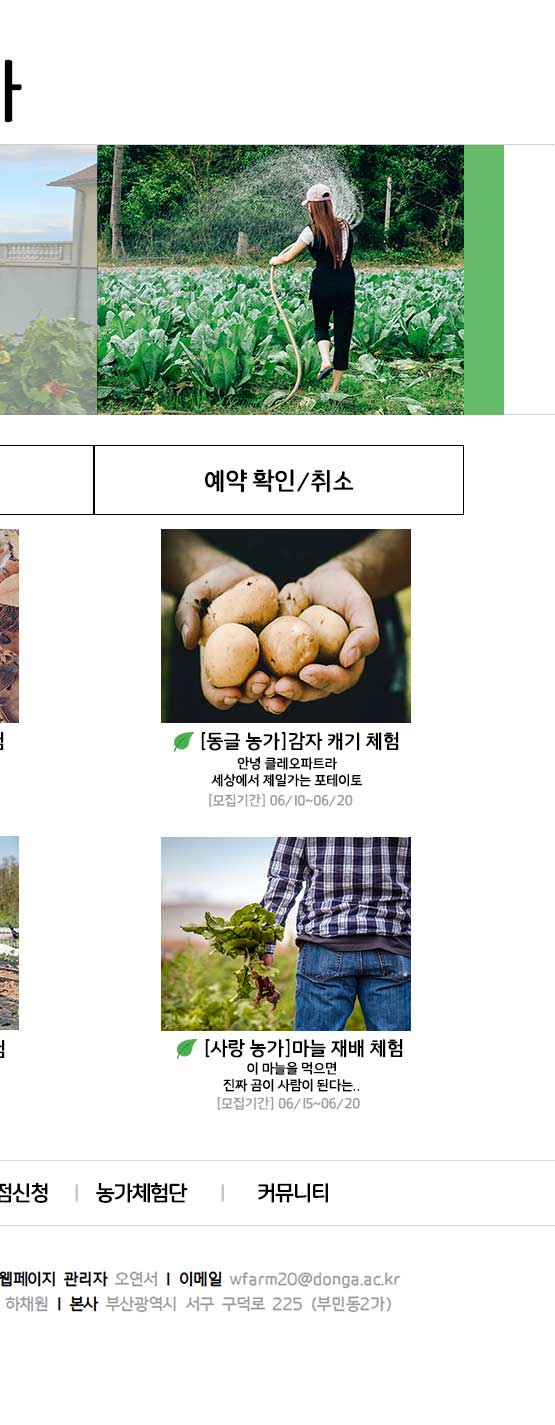 예약 확인/취소
[동글 농가]감자 캐기 체험
안녕 클레오파트라
세상에서 제일가는 포테이토
[모집기간] 06/10~06/20
[사랑 농가]마늘 재배 체험
이 마늘을 먹으면
진짜 곰이 사람이 된다는..
[모집기간] 06/15~06/20
점신청 | 농가체험단 | 커뮤니티
웹페이지 관리자 오연서 | 이메일 wfarm20@donga.ac.kr
하채원 | 본사 부산광역시 서구 구덕로 225 (부민동2가)